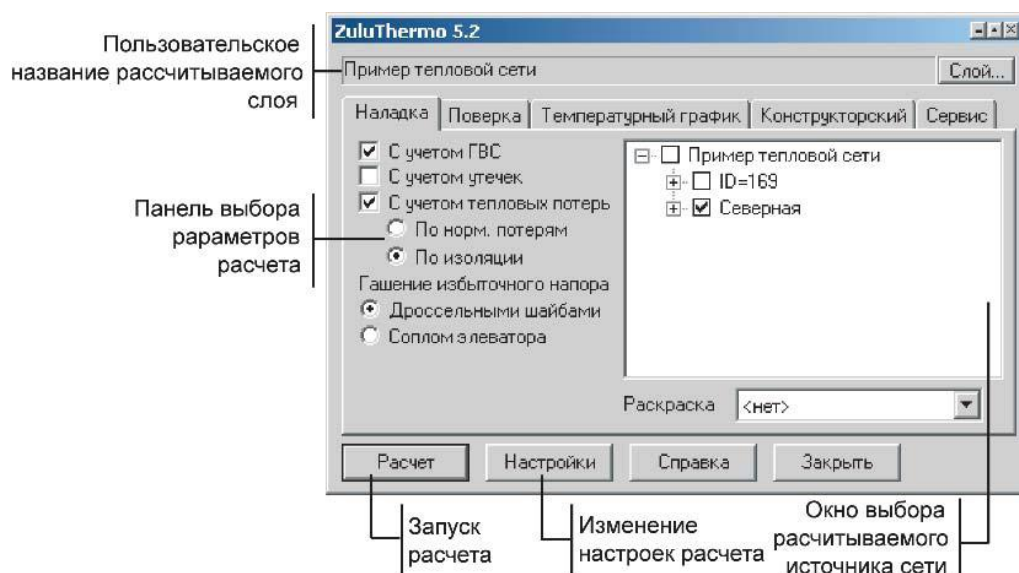 ZuluThermo 5.2
Пользовательское
название рассчитываемого
слоя
Пример тепловой сети
Слой...
Наладка
Поверка
Температурный график
Конструкторский
Сервис
С учетом ГВС
С учетом утечек
С учетом тепловых потерь
По норм. потерям
По изоляции
Гашение избыточного напора
Дроссельными шайбами
Соплом элеватора
Панель выбора
рараметров
расчета
Пример тепловой сети
ID=169
Северная
Раскраска
<нет>
Расчет
Настройки
Справка
Закрыть
Запуск
расчета
Изменение
настроек расчета
Окно выбора
расчитываемого
источника сети